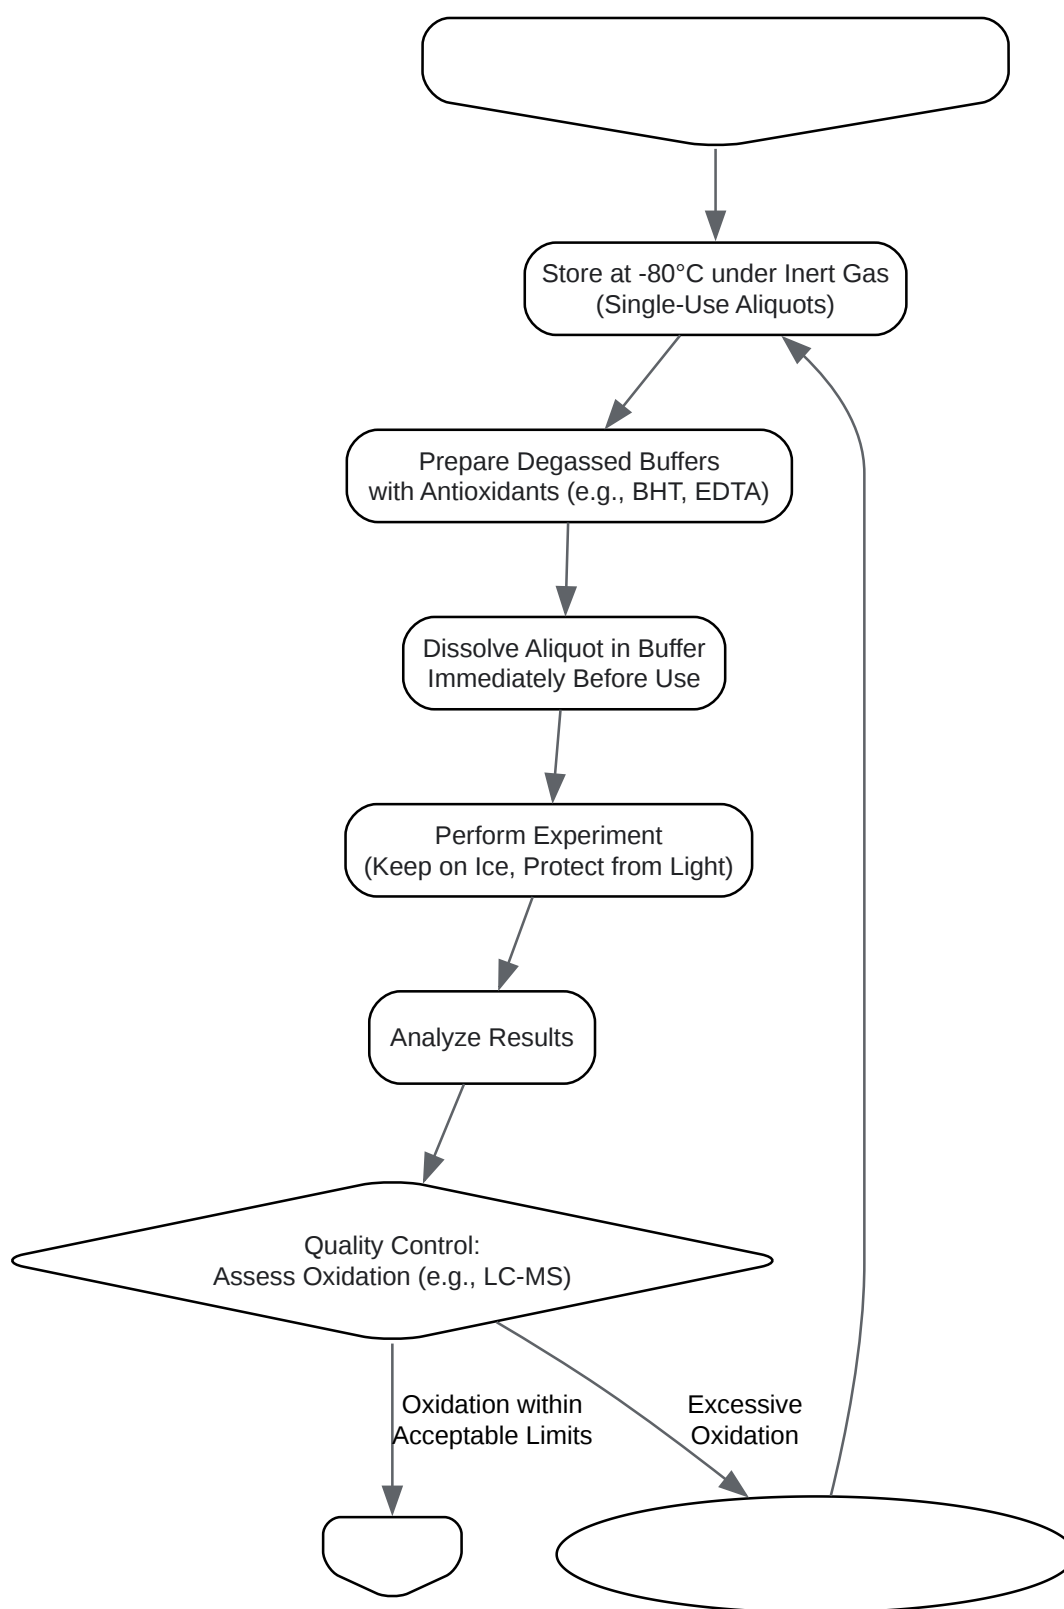 Store at -80°C under Inert Gas
(Single-Use Aliquots)
Prepare Degassed Buffers
with Antioxidants (e.g., BHT, EDTA)
Dissolve Aliquot in Buffer
Immediately Before Use
Perform Experiment
(Keep on Ice, Protect from Light)
Analyze Results
Quality Control:
Assess Oxidation (e.g., LC-MS)
Oxidation within
Acceptable Limits
Excessive
Oxidation